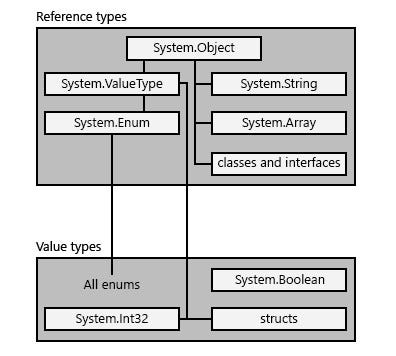 Reference types
System.Object
System.ValueType
System.String
System.Enum
System.Array
classes and interfaces
Value types
All enums
System.Boolean
System.Int32
structs